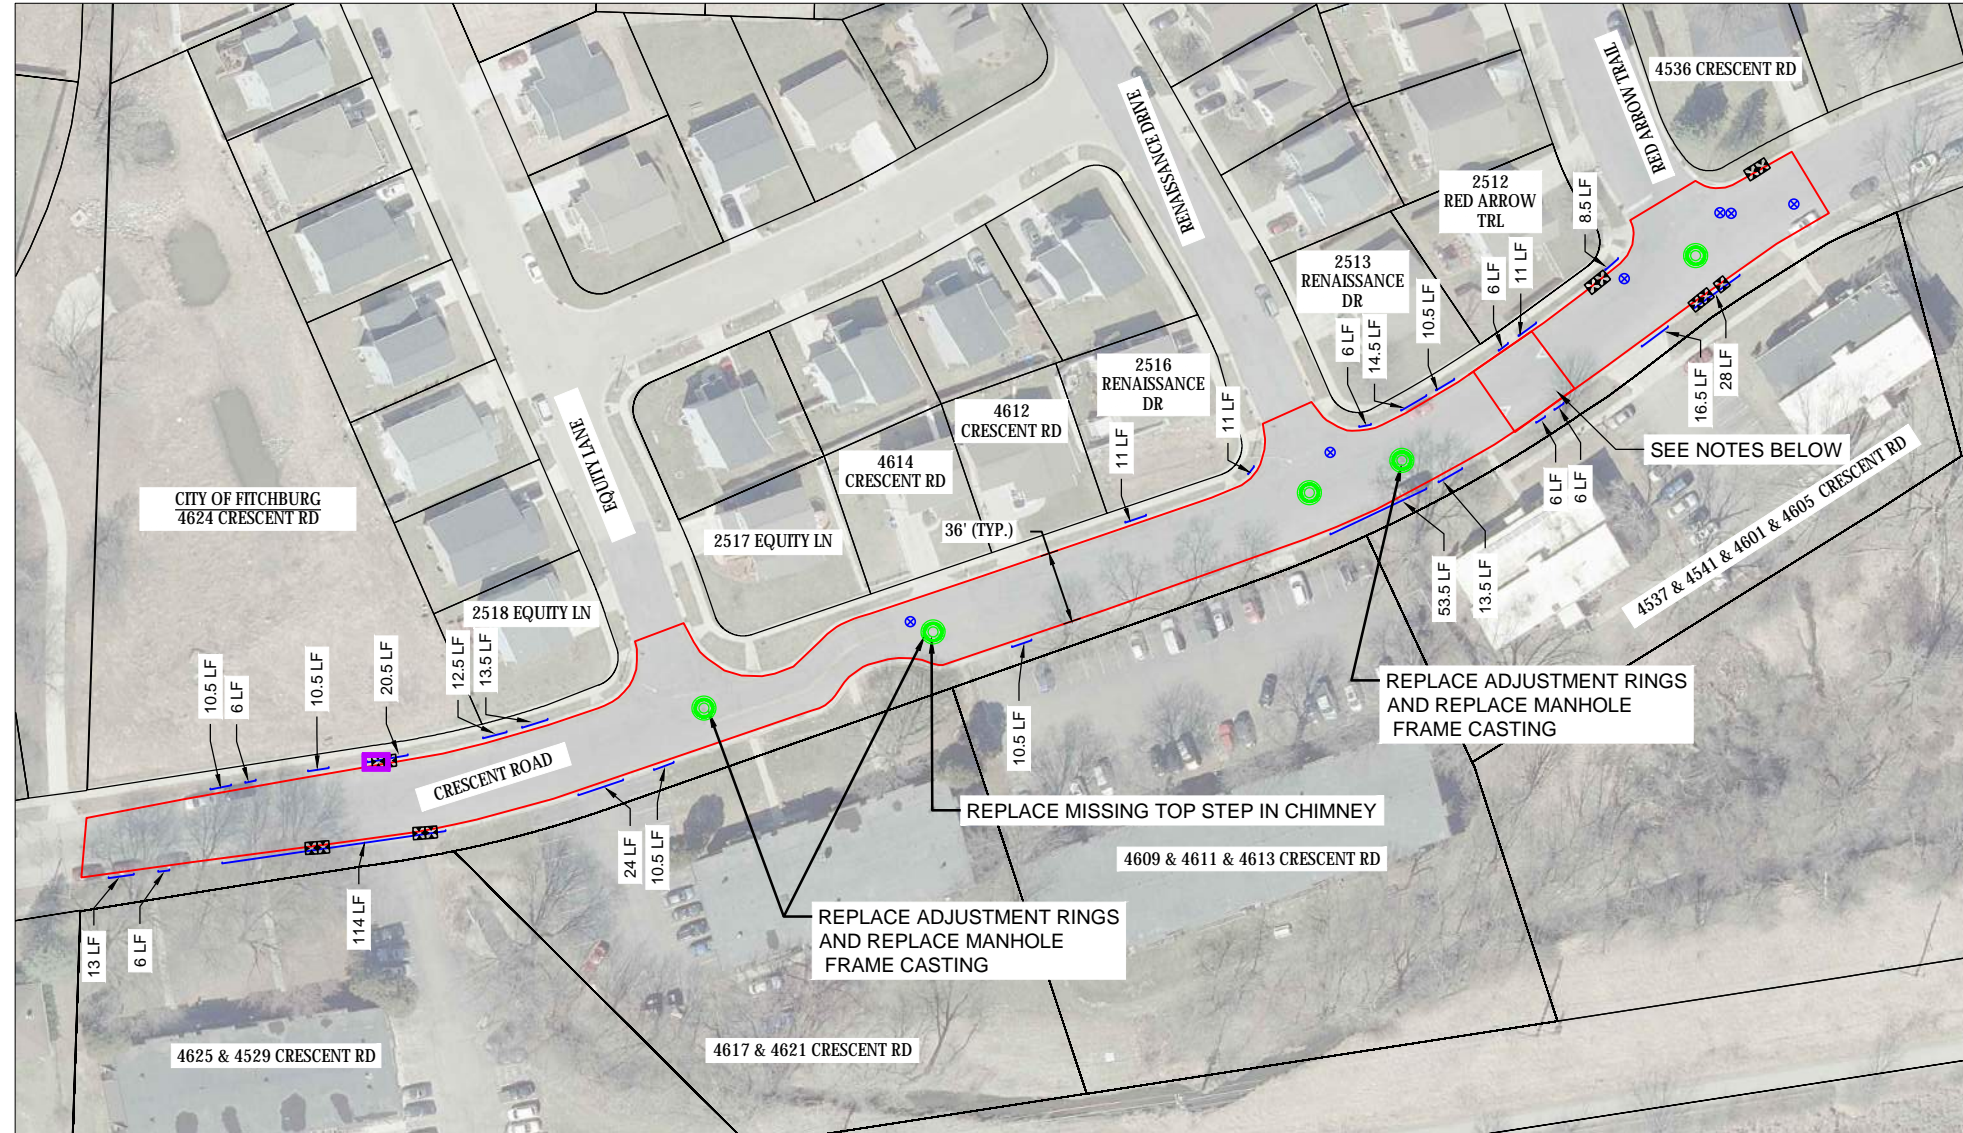 4536 CRESCENT RD
RED ARROW TRAIL
RENAISSANCE DRIVE
2512
RED ARROW
TRL
8.5 LF
2513
RENAISSANCE
DR
6 LF
11 LF
10.5 LF
6 LF
14.5 LF
2516
RENAISSANCE
DR
11 LF
11 LF
4612
CRESCENT RD
4614
CRESCENT RD
36' (TYP.)
2517 EQUITY LN
EQUITY LANE
CITY OF FITCHBURG
4624 CRESCENT RD
2518 EQUITY LN
16.5 LF
28 LF
SEE NOTES BELOW
6 LF
6 LF
4537 & 4541 & 4601 & 4605 CRESCENT RD
53.5 LF
13.5 LF
10.5 LF
6 LF
10.5 LF
20.5 LF
12.5 LF
13.5 LF
CRESCENT ROAD
10.5 LF
REPLACE ADJUSTMENT RINGS
AND REPLACE MANHOLE
FRAME CASTING
REPLACE MISSING TOP STEP IN CHIMNEY
24 LF
10.5 LF
4609 & 4611 & 4613 CRESCENT RD
13 LF
6 LF
114 LF
REPLACE ADJUSTMENT RINGS
AND REPLACE MANHOLE
FRAME CASTING
4625 & 4529 CRESCENT RD
4617 & 4621 CRESCENT RD